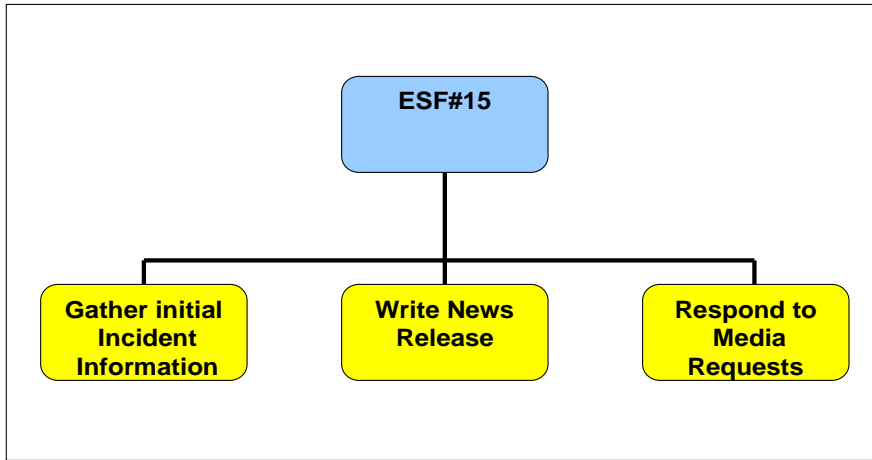 ESF#15
Gather initial
Incident
Information
Write News
Release
Respond to
Media
Requests